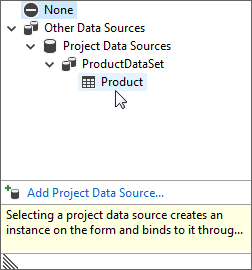 None
Other Data Sources
Project Data Sources
ProductDataSet
Product
Add Project Data Source...
Selecting a project data source creates an
instance on the form and binds to it throug...